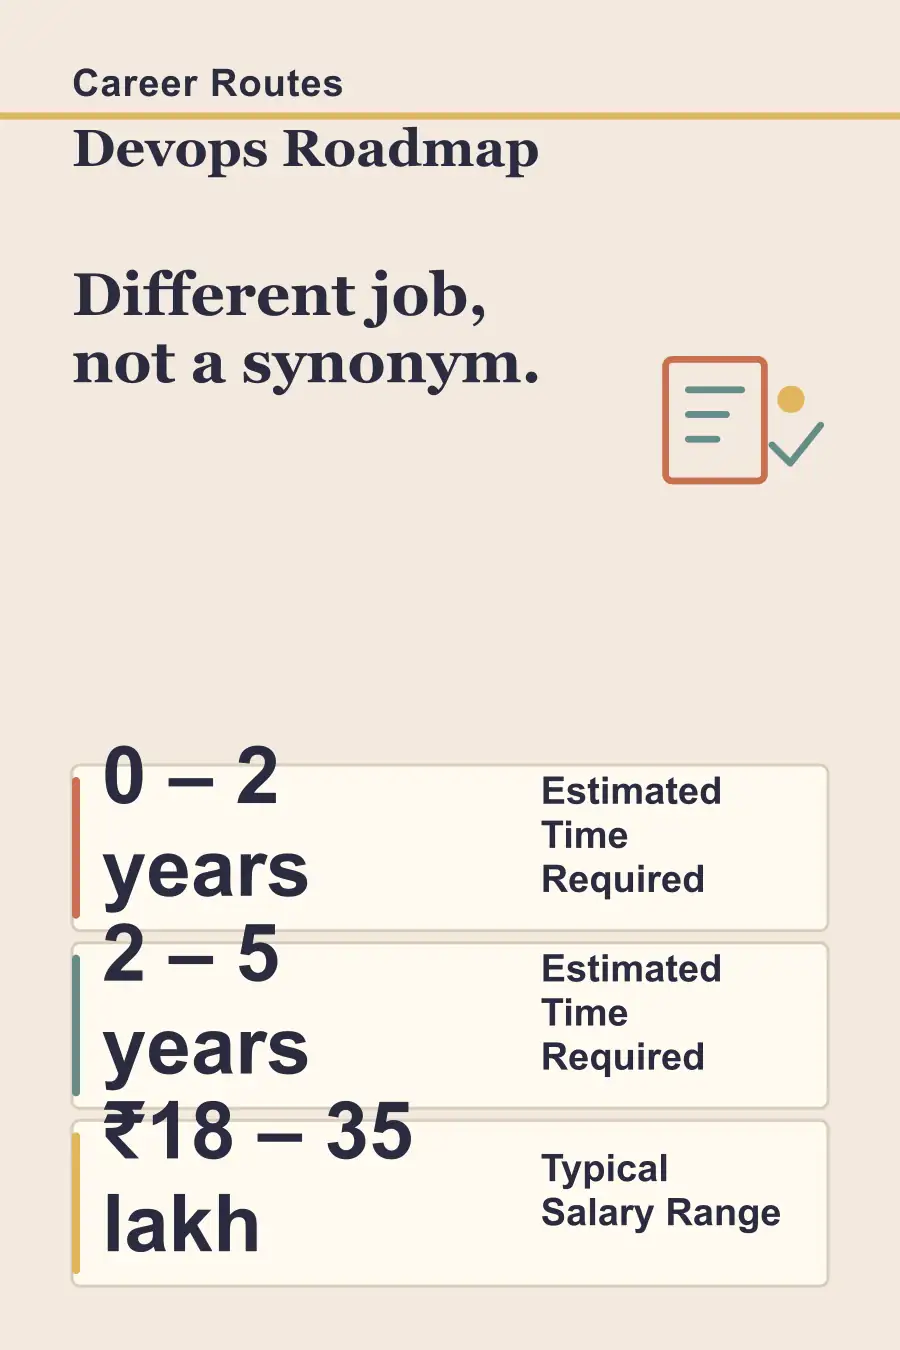 Career Routes
Devops Roadmap
Different job,
not a synonym.
0 – 2
years
Estimated
Time
Required
2 – 5
years
Estimated
Time
Required
₹18 – 35
lakh
Typical
Salary Range